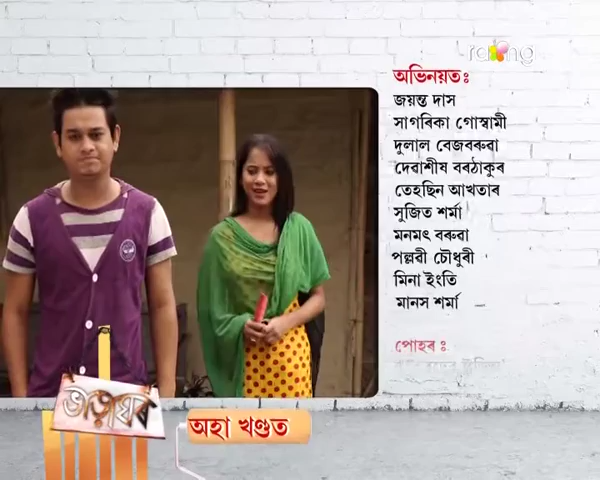 rang
অভিনয়তঃ
জয়ন্ত দাস
সাগৰিকা গোস্বামী
দুলাল বেজবৰুৱা
দেৱাশীষ বৰঠাকুৰ
তেহছিন আখতাৰ
সুজিত শৰ্মা
মনমৎ বৰুৱা
পল্লৱী চৌধুৰী
মিনা ইংতি
মানস শৰ্মা
পোহৰঃ
ভাড়াঘৰ
অহা খণ্ডত